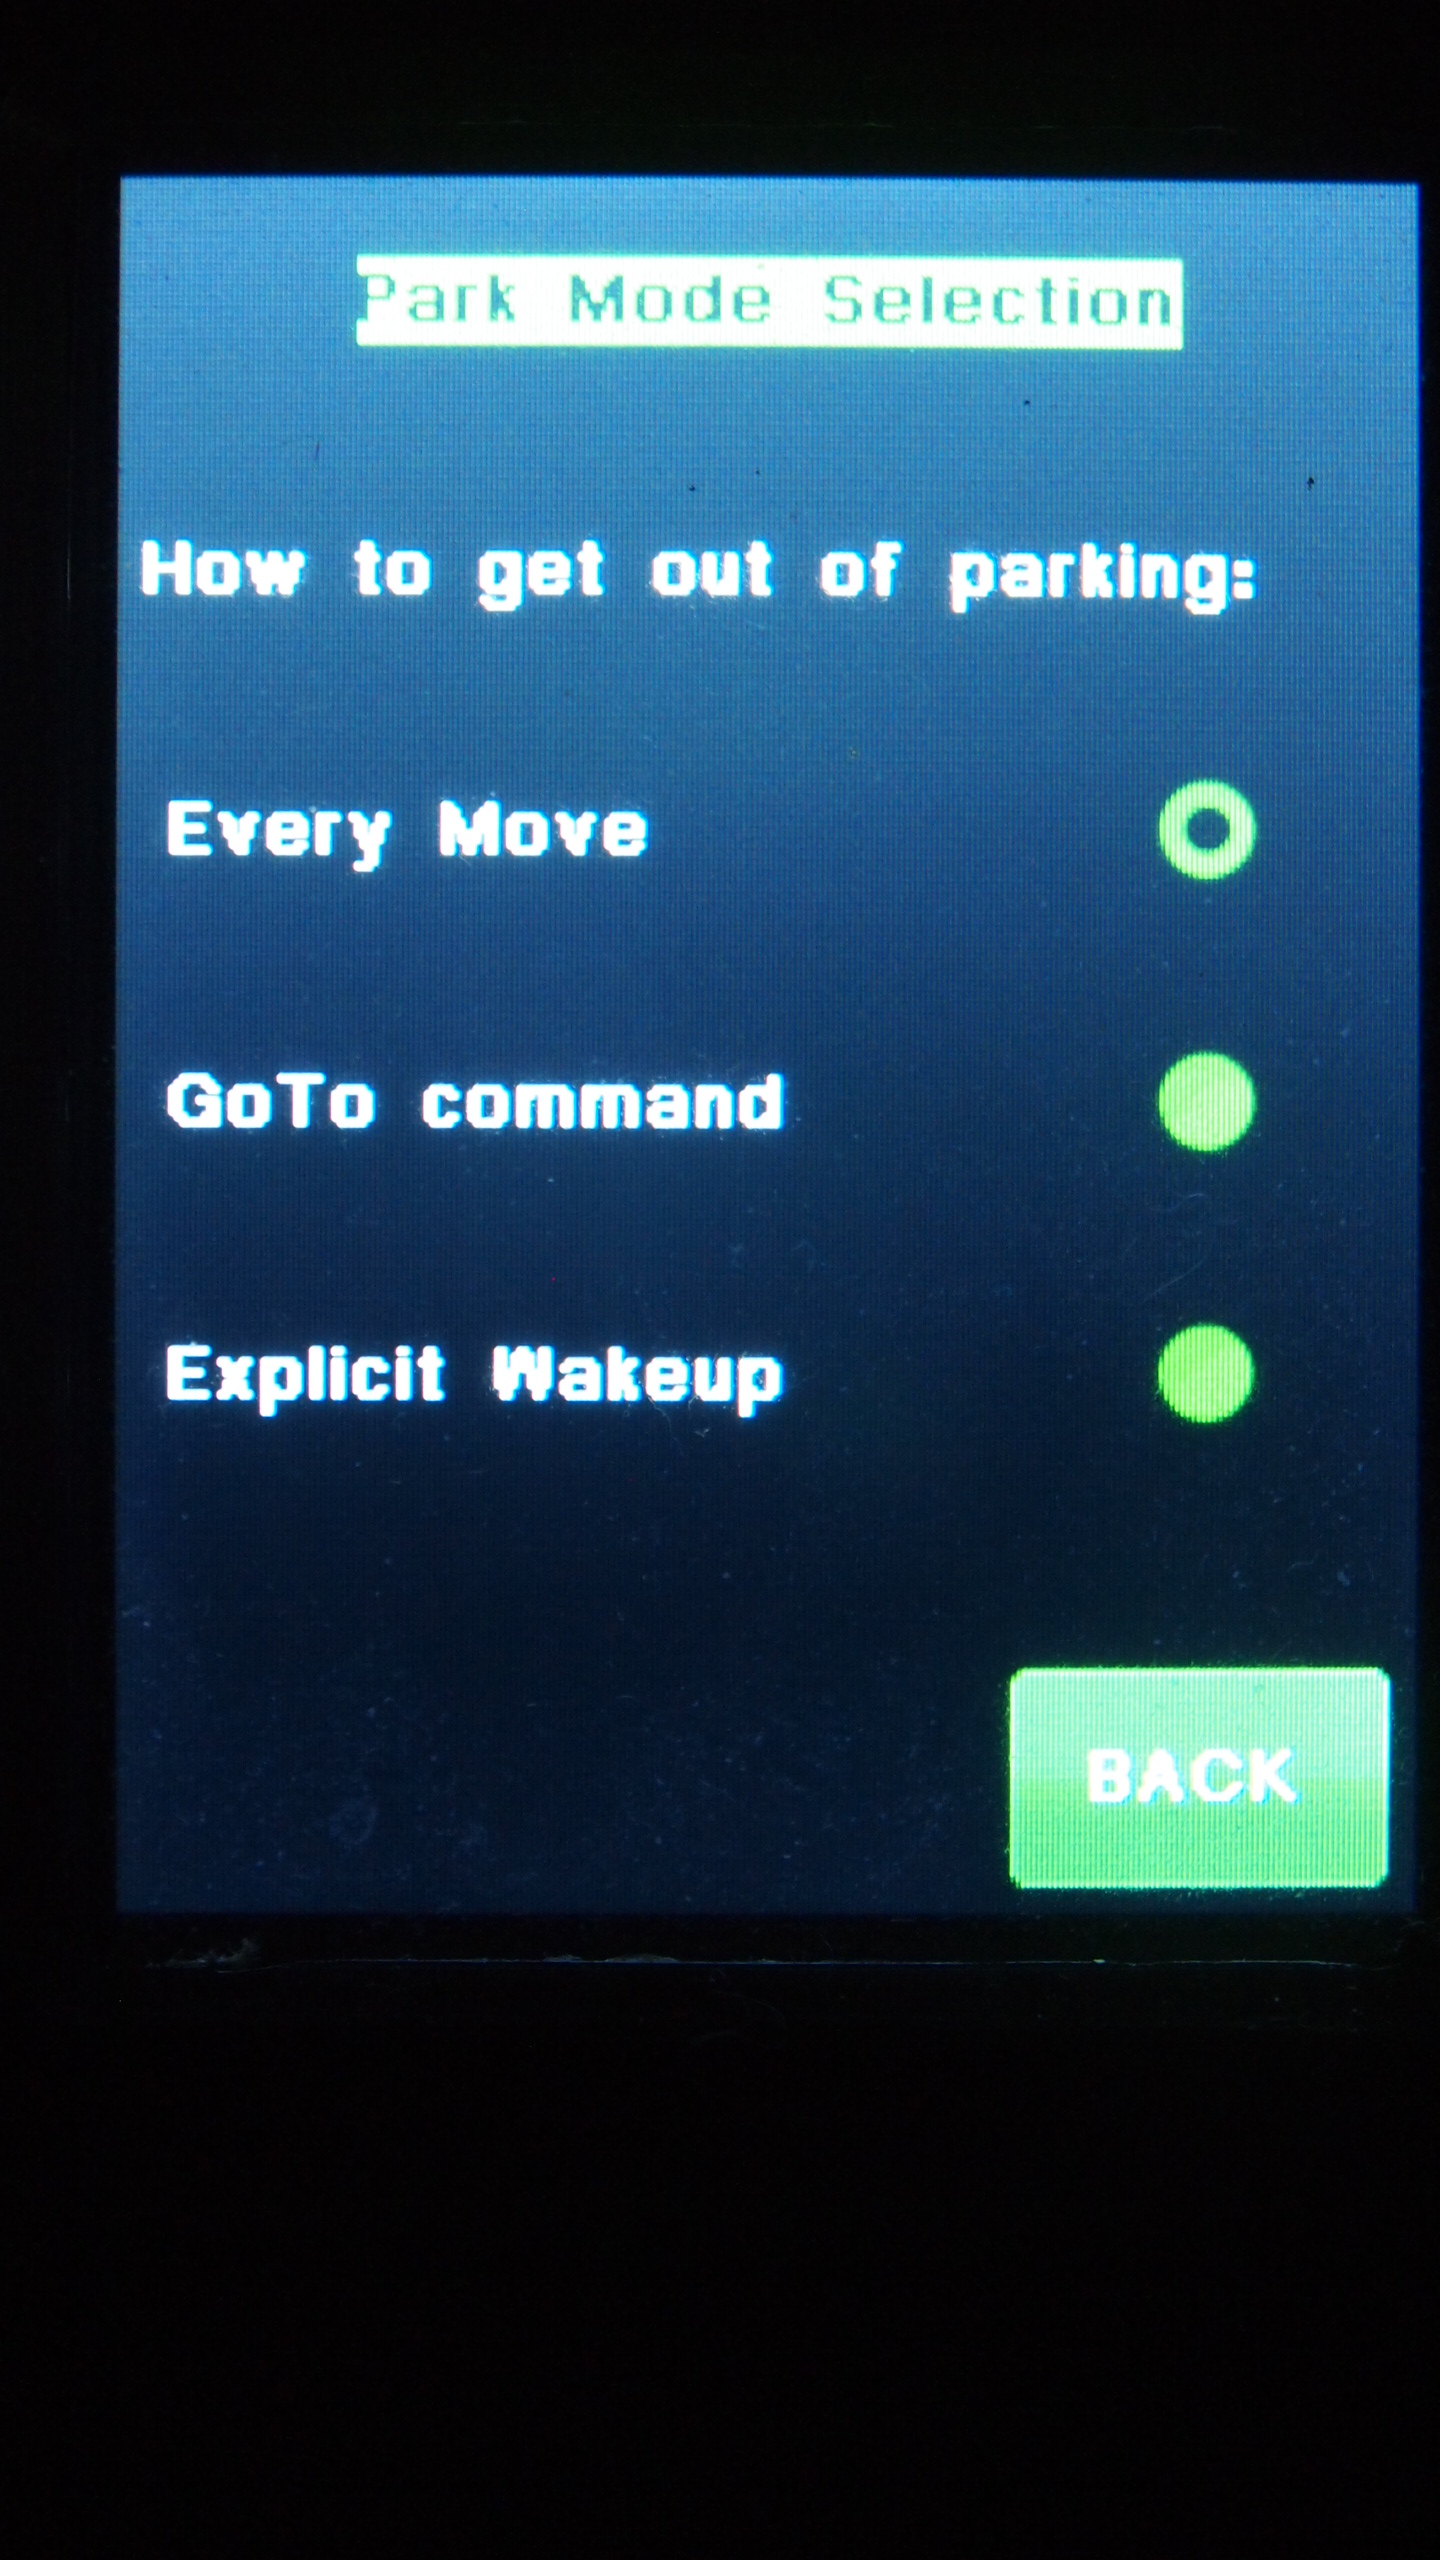 Park Mode Selection
How to get out of parking:
Every Move
GoTo command
Explicit Wakeup
BACK